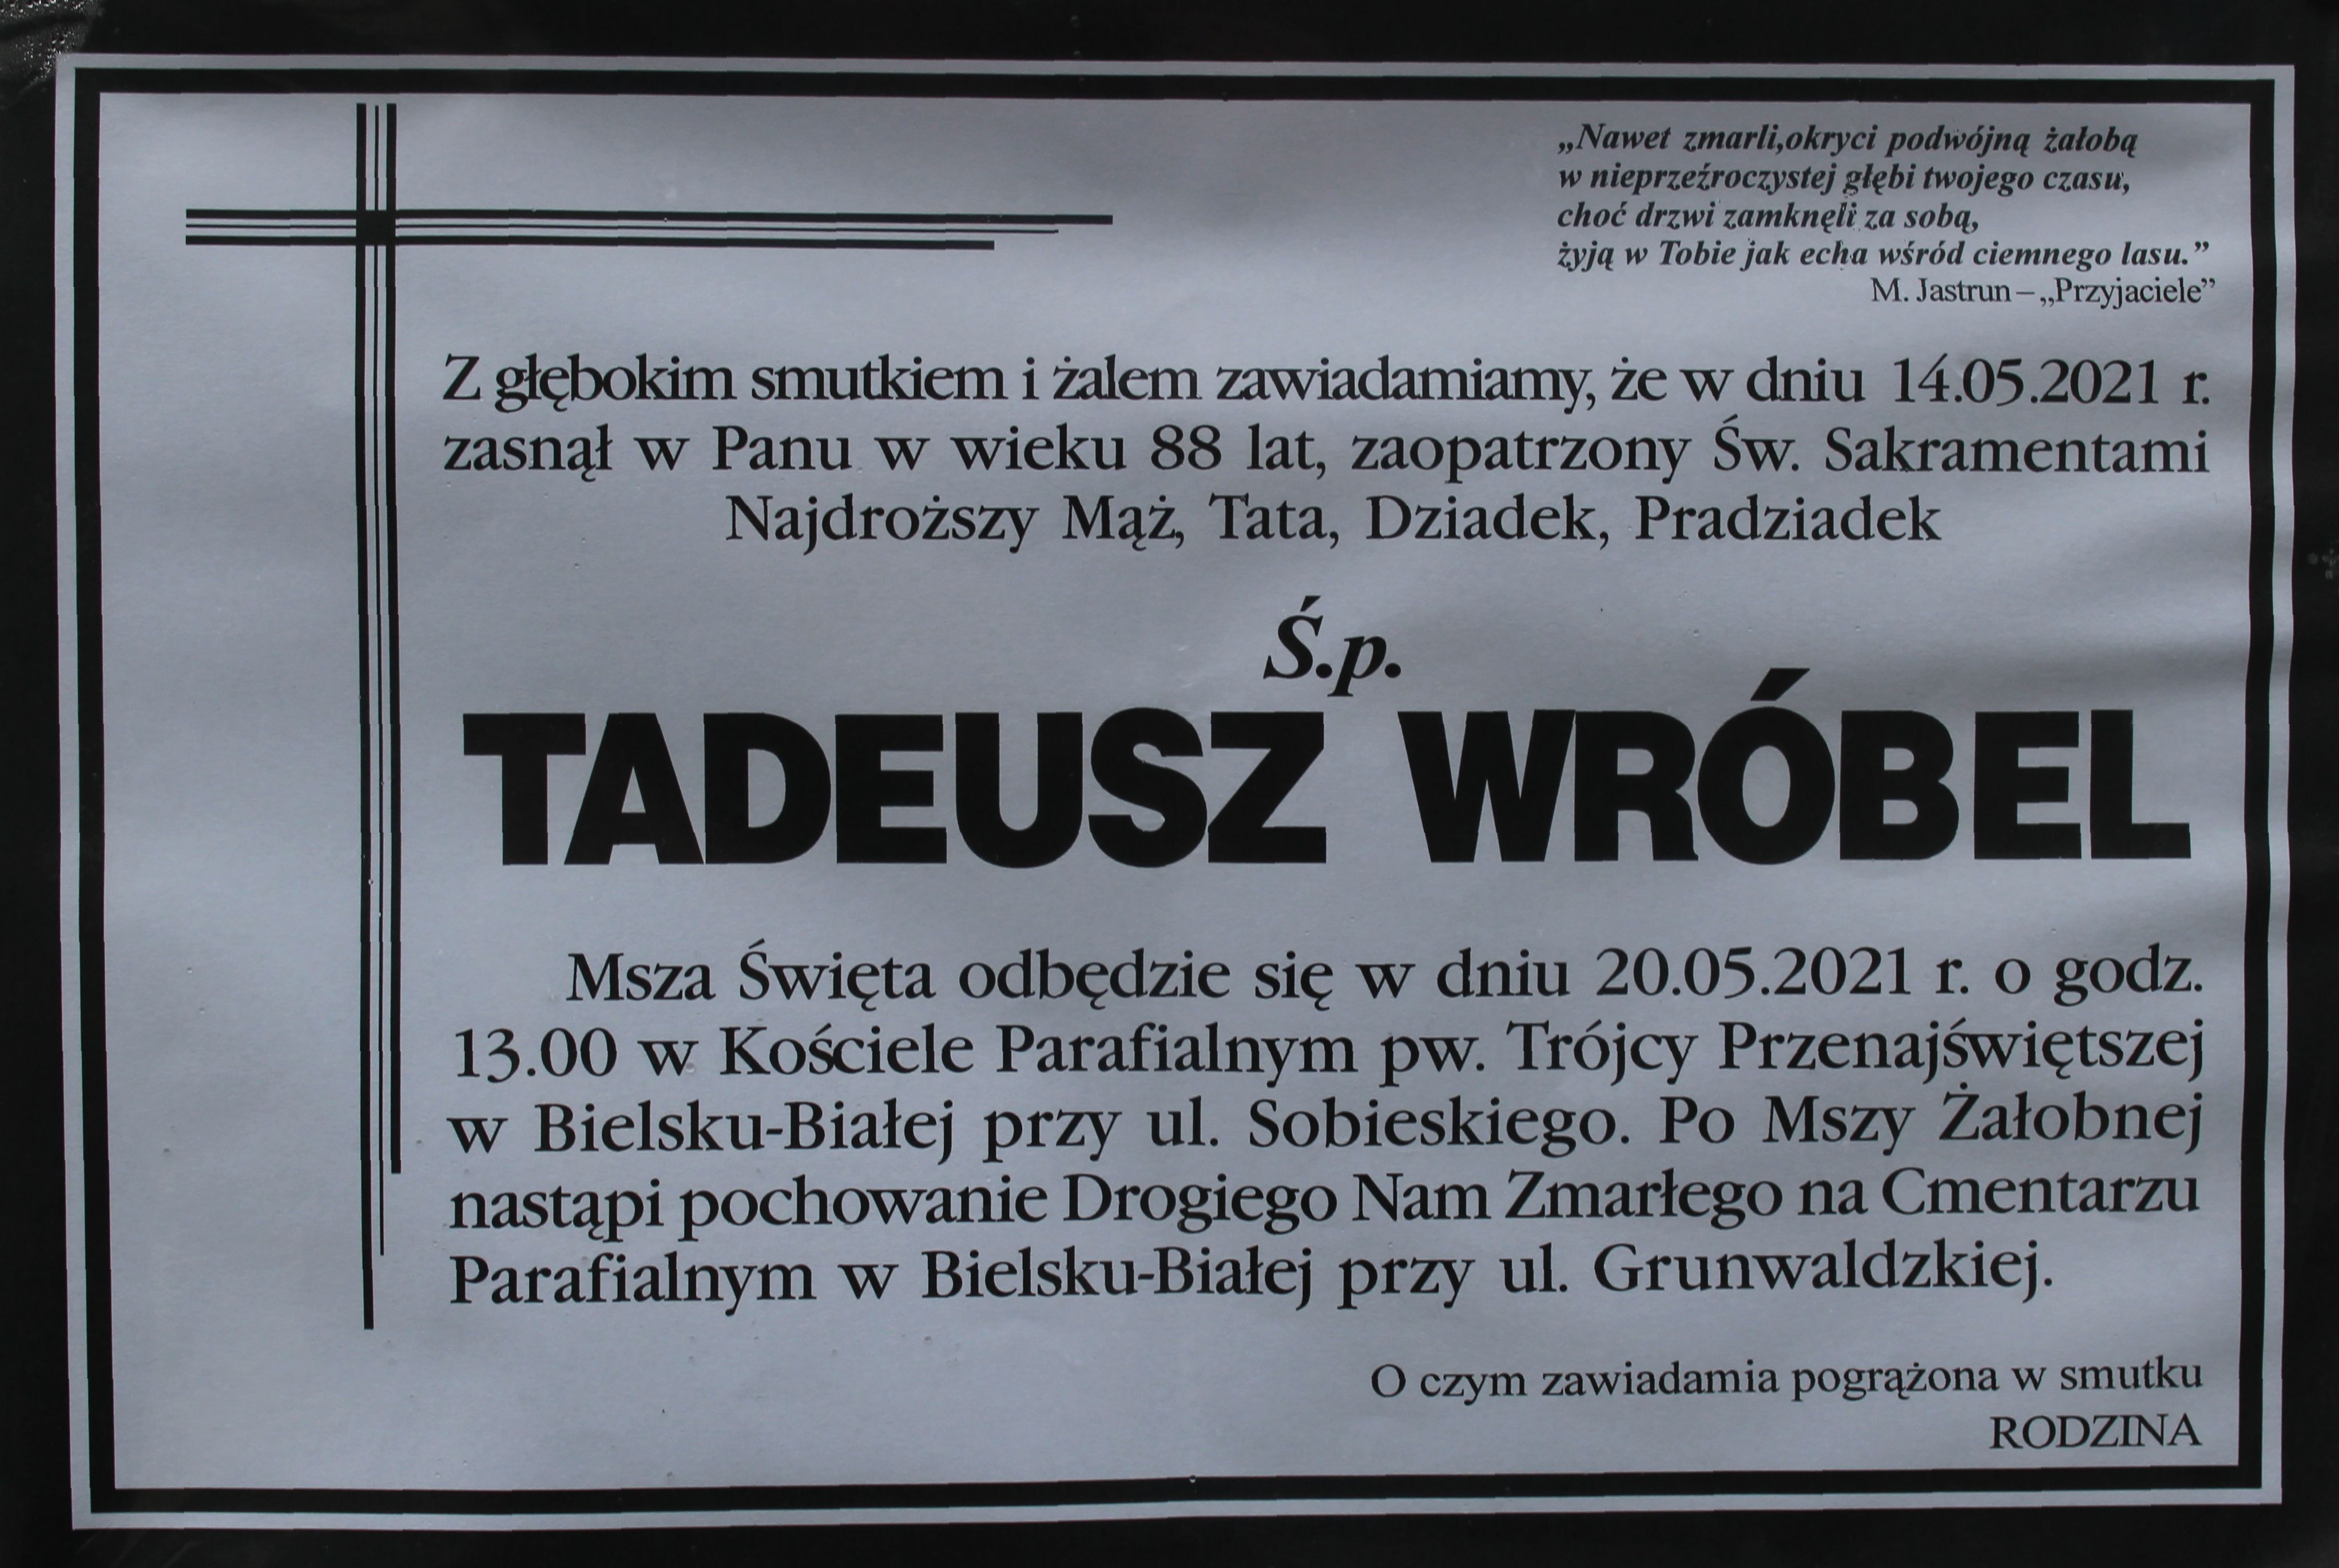 „Nawet zmarli,okryci podwójną żałobą
w nieprzeźroczystej głębi twojego czasu,
choć drzwi zamknęli za sobą,
żyją w Tobie jak echa wśród ciemnego lasu.”
M. Jastrun – „Przyjaciele”
Z głębokim smutkiem i żalem zawiadamiamy, że w dniu 14.05.2021 r.
zasnął w Panu w wieku 88 lat, zaopatrzony Św. Sakramentami
Najdroższy Mąż, Tata, Dziadek, Pradziadek
Ś.p.
TADEUSZ WRÓBEL
Msza Święta odbędzie się w dniu 20.05.2021 r. o godz.
13.00 w Kościele Parafialnym pw. Trójcy Przenajświętszej
w Bielsku-Białej przy ul. Sobieskiego. Po Mszy Żałobnej
nastąpi pochowanie Drogiego Nam Zmarłego na Cmentarzu
Parafialnym w Bielsku-Białej przy ul. Grunwaldzkiej.
O czym zawiadamia pogrążona w smutku
RODZINA